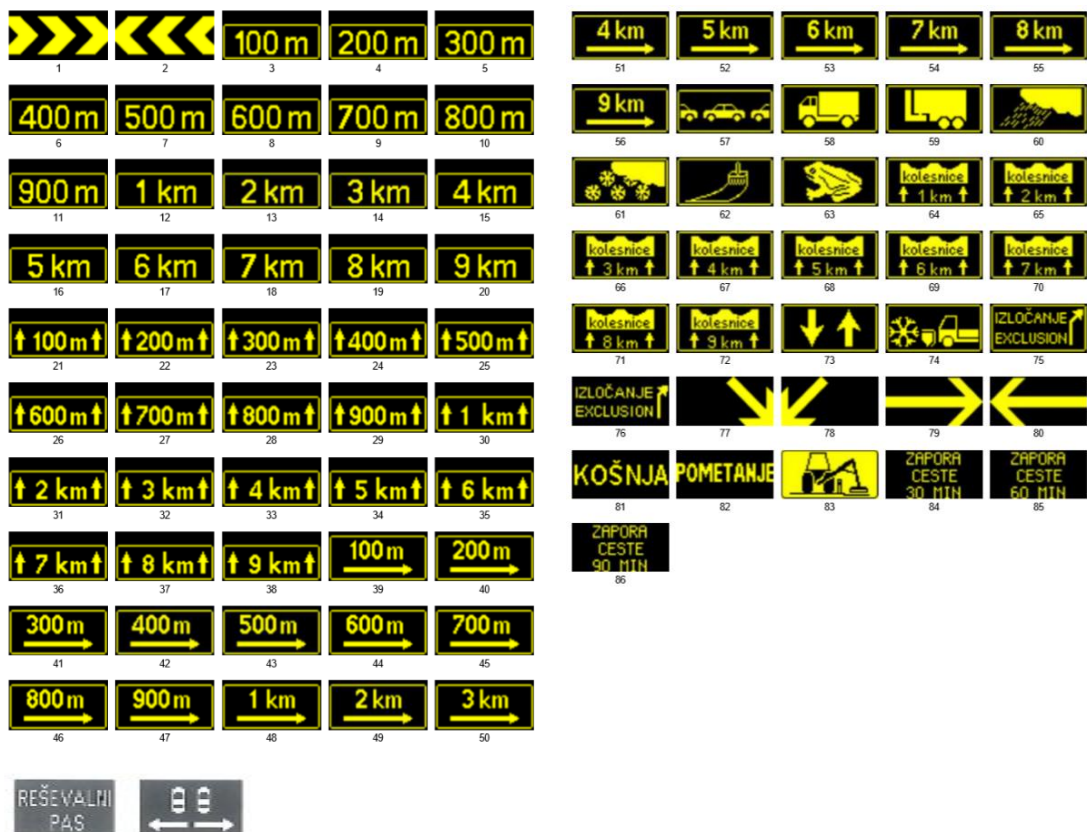 100 m 200 m 300 m
1 2 3 4 5
400 m 500 m 600 m 700 m 800 m
6 7 8 9 10
900 m 1 km 2 km 3 km 4 km
11 12 13 14 15
5 km 6 km 7 km 8 km 9 km
16 17 18 19 20
100 m 200 m 300 m 400 m 500 m
21 22 23 24 25
600 m 700 m 800 m 900 m 1 km
26 27 28 29 30
2 km 3 km 4 km 5 km 6 km
31 32 33 34 35
7 km 8 km 9 km 100 m 200 m
36 37 38 39 40
300 m 400 m 500 m 600 m 700 m
41 42 43 44 45
800 m 900 m 1 km 2 km 3 km
46 47 48 49 50
REŠEVALNI
PAS
4 km 5 km 6 km 7 km 8 km
51 52 53 54 55
9 km
56 57 58 59 60
kolesnice kolesnice
1 km 2 km
61 62 63 64 65
kolesnice kolesnice kolesnice kolesnice kolesnice
3 km 4 km 5 km 6 km 7 km
66 67 68 69 70
kolesnice kolesnice IZLOČANJE
8 km 9 km EXCLUSION
71 72 73 74 75
IZLOČANJE
EXCLUSION
76 77 78 79 80
KOŠNJA POMETANJE ZAPORA ZAPORA
CESTE CESTE
30 MIN 60 MIN
81 82 83 84 85
ZAPORA
CESTE
90 MIN
86